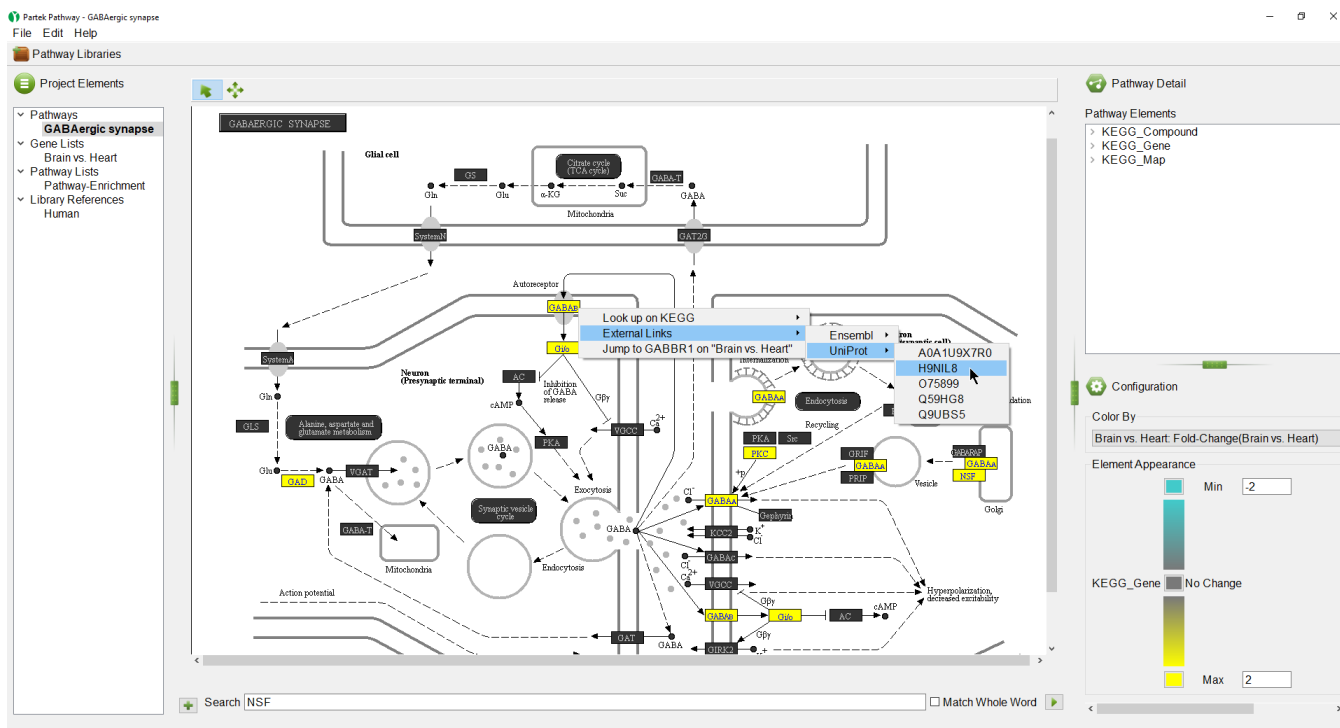 Partek Pathway - GABAergic synapse
File Edit Help
Pathway Libraries
Project Elements
Pathways
GABAergic synapse
Gene Lists
Brain vs. Heart
Pathway Lists
Pathway-Enrichment
Library References
Human
GABAERGIC SYNAPSE
Glial cell
Citrate cycle
(TCA cycle)
GS
GABA-T
Gln
Glu
α-KG
Suc
GABA
Mitochondria
SystemN
GAT2/3
Autoreceptor
GABAB
Look up on KEGG
External Links
Jump to GABBR1 on "Brain vs. Heart"
Ensembl
UniProt
A0A1U9X7R0
H9NIL8
O75899
Q59HG8
Q9UBS5
SystemA
Gi/o
Neuron
(Presynaptic terminal)
AC
Inhibition
of GABA
release
Gβγ
cAMP
Internalization
Gln
GLS
Alanine, aspartate and
glutamate metabolism
PKA
VGCC
Ca2+
GABAA
Endocytosis
Recycling
PKA
Src
PKC
GRIF
GABAA
PRIP
Vesicle
GABARAP
GABAA
NSF
Golgi
Glu
GAD
GABA
VGAT
GABA
Exocytosis
+p
Cl-
GABAA
Gephyrin
Synaptic vesicle
cycle
GABA-T
Mitochondria
GABA
Endocytosis
KCC2
K+
Cl-
GABAC
Cl-
Ca2+
VGCC
Hyperpolarization,
decreased excitability
Action potential
Gβγ
GABAB
Gi/o
AC
cAMP
Gβγ
GAT
GABA
GIRK2
Search NSF
Match Whole Word
Pathway Detail
Pathway Elements
KEGG_Compound
KEGG_Gene
KEGG_Map
Configuration
Color By
Brain vs. Heart: Fold-Change(Brain vs. Heart)
Element Appearance
Min -2
KEGG_Gene No Change
Max 2